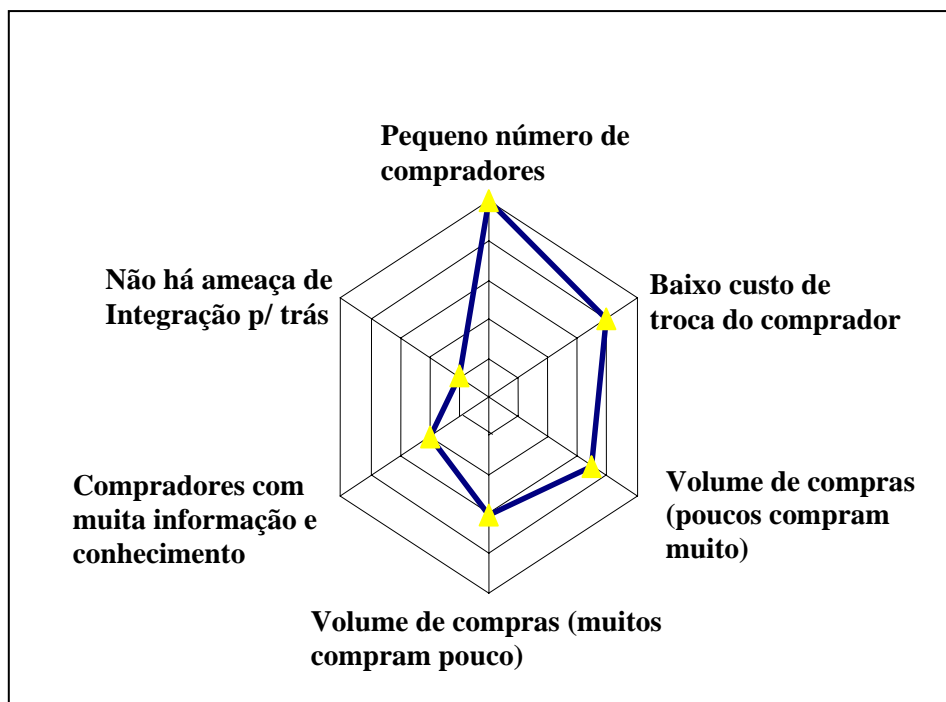 Pequeno número de
compradores
Não há ameaça de
Integração p/ trás
Baixo custo de
troca do comprador
Compradores com
muita informação e
conhecimento
Volume de compras
(poucos compram
muito)
Volume de compras (muitos
compram pouco)